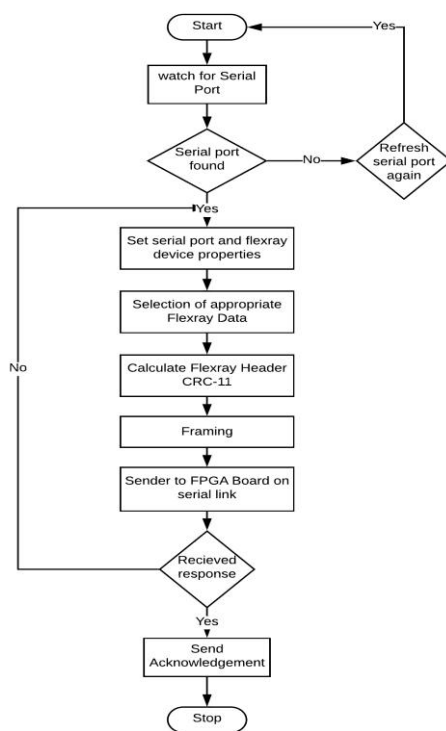 Start
Yes
watch for Serial
Port
Serial port
found
No
Refresh
serial port
again
Yes
Set serial port and flexray
device properties
Selection of appropriate
Flexray Data
No
Calculate Flexray Header
CRC-11
Framing
Sender to FPGA Board on
serial link
Recieved
response
Yes
Send
Acknowledgement
Stop